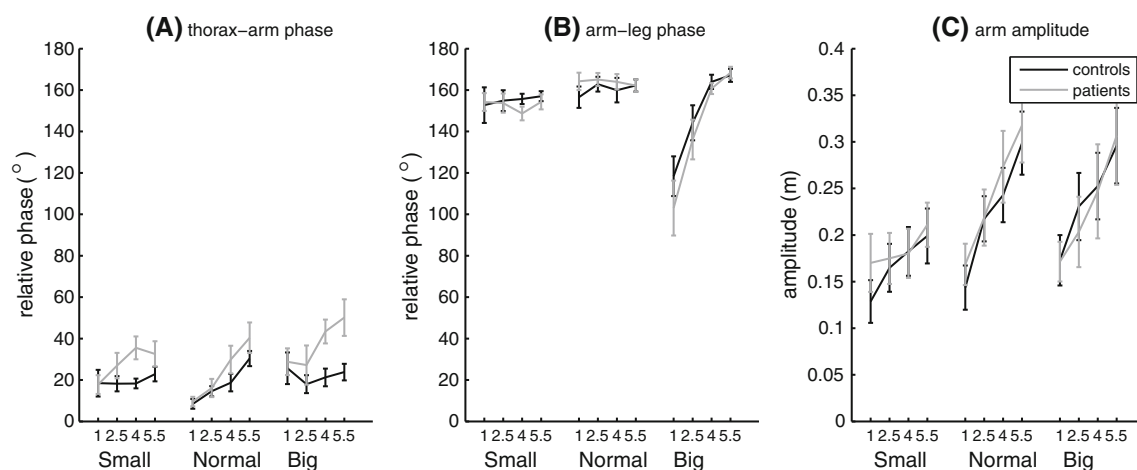 (A) thorax−arm phase
relative phase (°)
180
160
140
120
100
80
60
40
20
0
1 2.5 4 5.5 1 2.5 4 5.5 1 2.5 4 5.5
Small Normal Big
(B) arm−leg phase
relative phase (°)
180
160
140
120
100
80
60
40
20
0
1 2.5 4 5.5 1 2.5 4 5.5 1 2.5 4 5.5
Small Normal Big
(C) arm amplitude
controls
patients
amplitude (m)
0.4
0.35
0.3
0.25
0.2
0.15
0.1
0.05
0
1 2.5 4 5.5 1 2.5 4 5.5 1 2.5 4 5.5
Small Normal Big